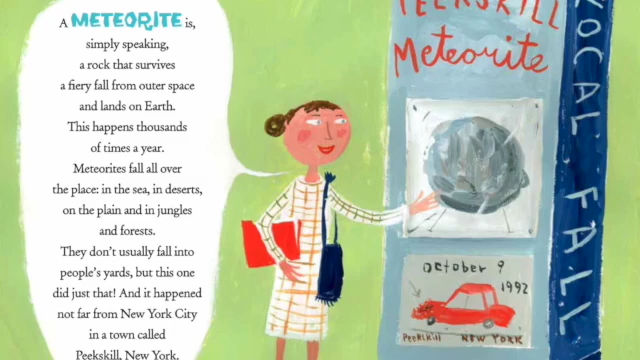 A METEORITE is,
simply speaking,
a rock that survives
a fiery fall from outer space
and lands on Earth.
This happens thousands
of times a year.
Meteorites fall all over
the place: in the sea, in deserts,
on the plain and in jungles
and forests.
They don't usually fall into
people's yards, but this one
did just that! And it happened
not far from New York City
in a town called
Peekskill, New York.
PEEKSKILL
Meteorite
october 9
1992
Peekskill NEW YORK
LOCAL FALL